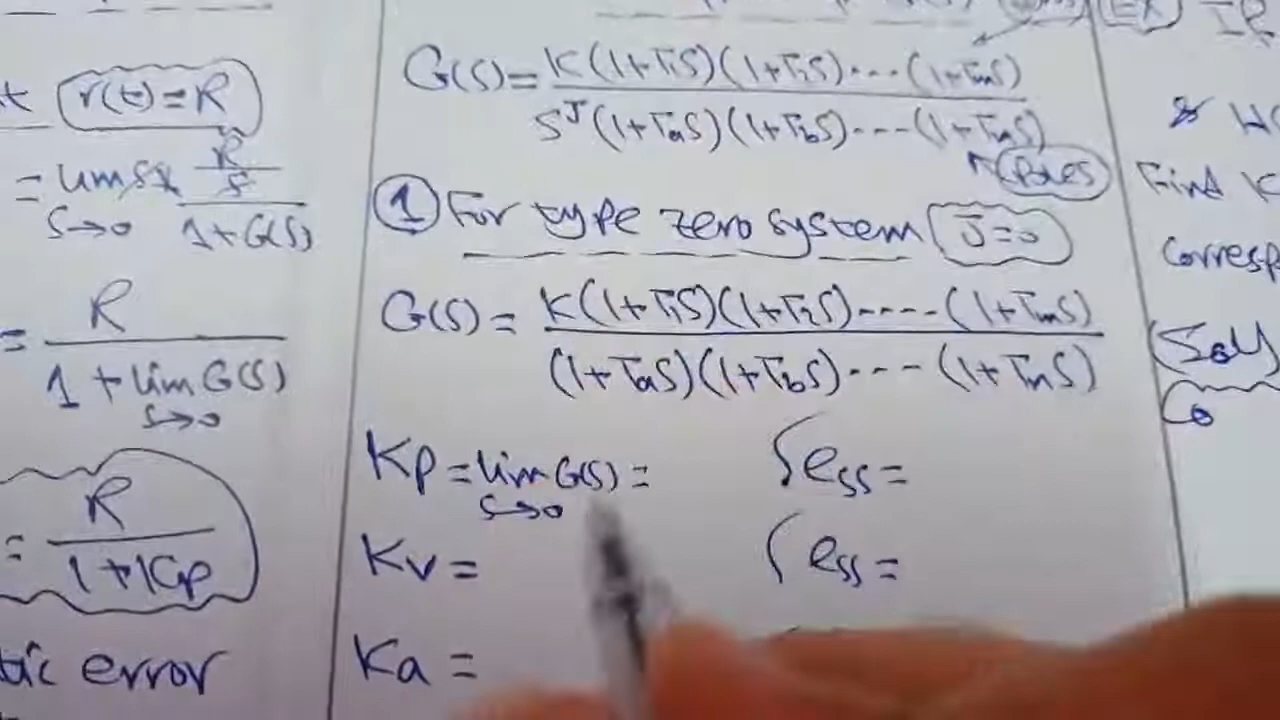 r(t)=R
= lim S x R/S / 1+G(S)
S→0
= R / 1 + lim G(S)
S→0
= R / 1+Kp
error
G(S)= K(1+T1S)(1+T2S)....(1+TmS) / S^J(1+TaS)(1+TbS)....(1+TnS)
Poles
① For type zero system J=0
G(S)= K(1+T1S)(1+T2S)....(1+TmS) / (1+TaS)(1+TbS)...(1+TnS)
Kp = lim G(S) =
S→0
ess =
Kv =
ess =
Ka =
Find K